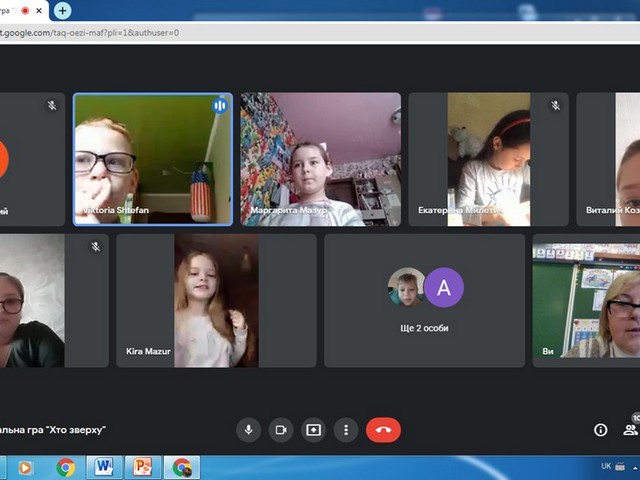 гра
t.google.com/taq-oezi-maf?pli=1&authuser=0
ий
Viktoria Shtefan
Маргарита Мазур
Екатерина Милети
Виталий Коз
Kira Mazur
A
Ще 2 особи
Ви
альна гра "Хто зверху"
10
UK